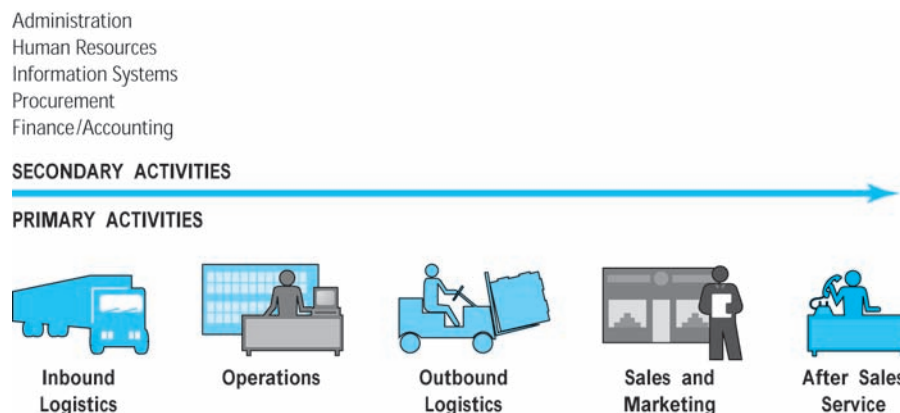 Administration
Human Resources
Information Systems
Procurement
Finance/Accounting
SECONDARY ACTIVITIES
PRIMARY ACTIVITIES
Inbound
Logistics
Operations
Outbound
Logistics
Sales and
Marketing
After Sales
Service